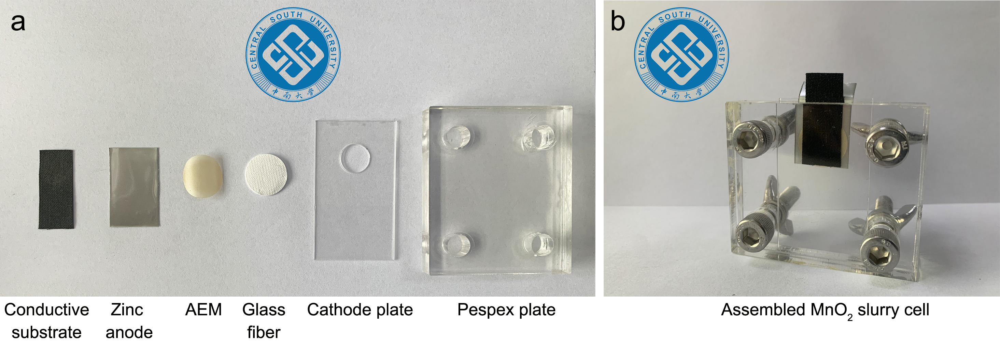 a
CENTRAL SOUTH UNIVERSITY
中南大学
Conductive
substrate
Zinc
anode
AEM
Glass
fiber
Cathode plate
Pespex plate
b
CENTRAL SOUTH UNIVERSITY
中南大学
Assembled MnO₂ slurry cell